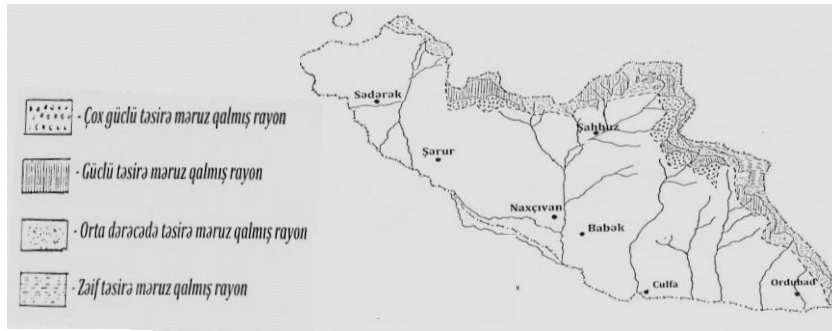 - Çox güclü təsirə məruz qalmış rayon
- Güclü təsirə məruz qalmış rayon
- Orta dərəcədə təsirə məruz qalmış rayon
- Zəif təsirə məruz qalmış rayon
Sədərək
Şərur
Şahbuz
Naxçıvan
Babək
Culfa
Ordubad